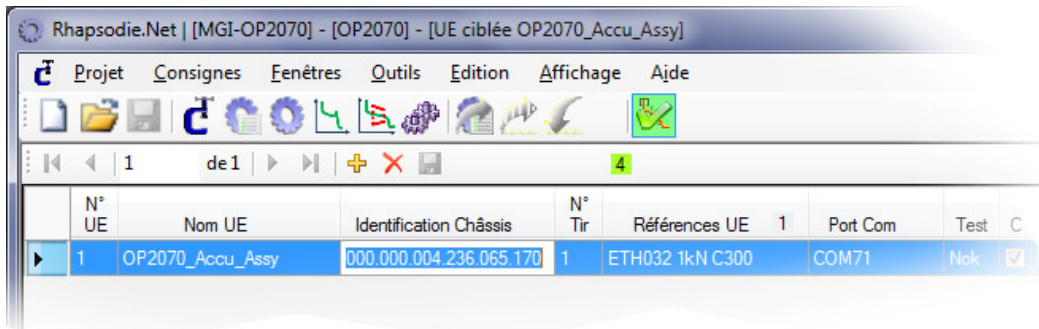 Rhapsodie.Net | [MGI-OP2070] - [OP2070] - [UE ciblée OP2070_Accu_Assy]
Projet Consignes Fenêtres Outils Edition Affichage Aide
1 de 1 4
N° UE Nom UE Identification Châssis N° Tir Références UE 1 Port Com Test C
1 OP2070_Accu_Assy 000.000.004.236.065.170 1 ETH032 1kN C300 COM71 Nok